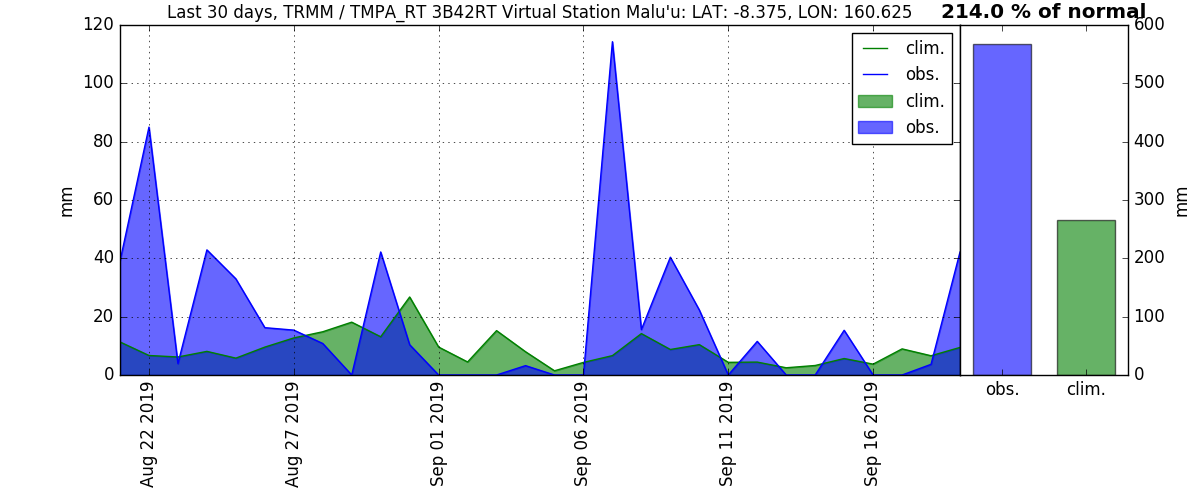 Last 30 days, TRMM / TMPA_RT 3B42RT Virtual Station Malu'u: LAT: -8.375, LON: 160.625
214.0 % of normal
120
100
80
60
40
20
0
mm
clim.
obs.
clim.
obs.
600
500
400
300
200
100
0
mm
obs.
clim.
Aug 22 2019
Aug 27 2019
Sep 01 2019
Sep 06 2019
Sep 11 2019
Sep 16 2019